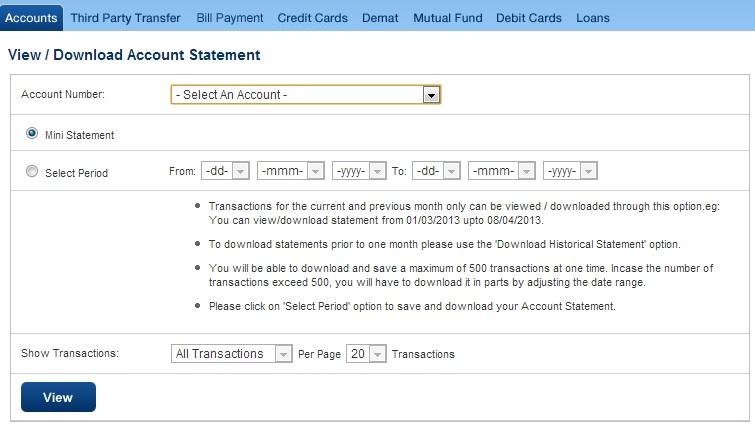 Accounts Third Party Transfer Bill Payment Credit Cards Demat Mutual Fund Debit Cards Loans
View / Download Account Statement
Account Number: - Select An Account -
Mini Statement
Select Period From: -dd- -mmm- -yyyy- To: -dd- -mmm- -yyyy-
Transactions for the current and previous month only can be viewed / downloaded through this option.eg:
You can view/download statement from 01/03/2013 upto 08/04/2013.
To download statements prior to one month please use the 'Download Historical Statement' option.
You will be able to download and save a maximum of 500 transactions at one time. Incase the number of
transactions exceed 500, you will have to download it in parts by adjusting the date range.
Please click on 'Select Period' option to save and download your Account Statement.
Show Transactions: All Transactions Per Page 20 Transactions
View